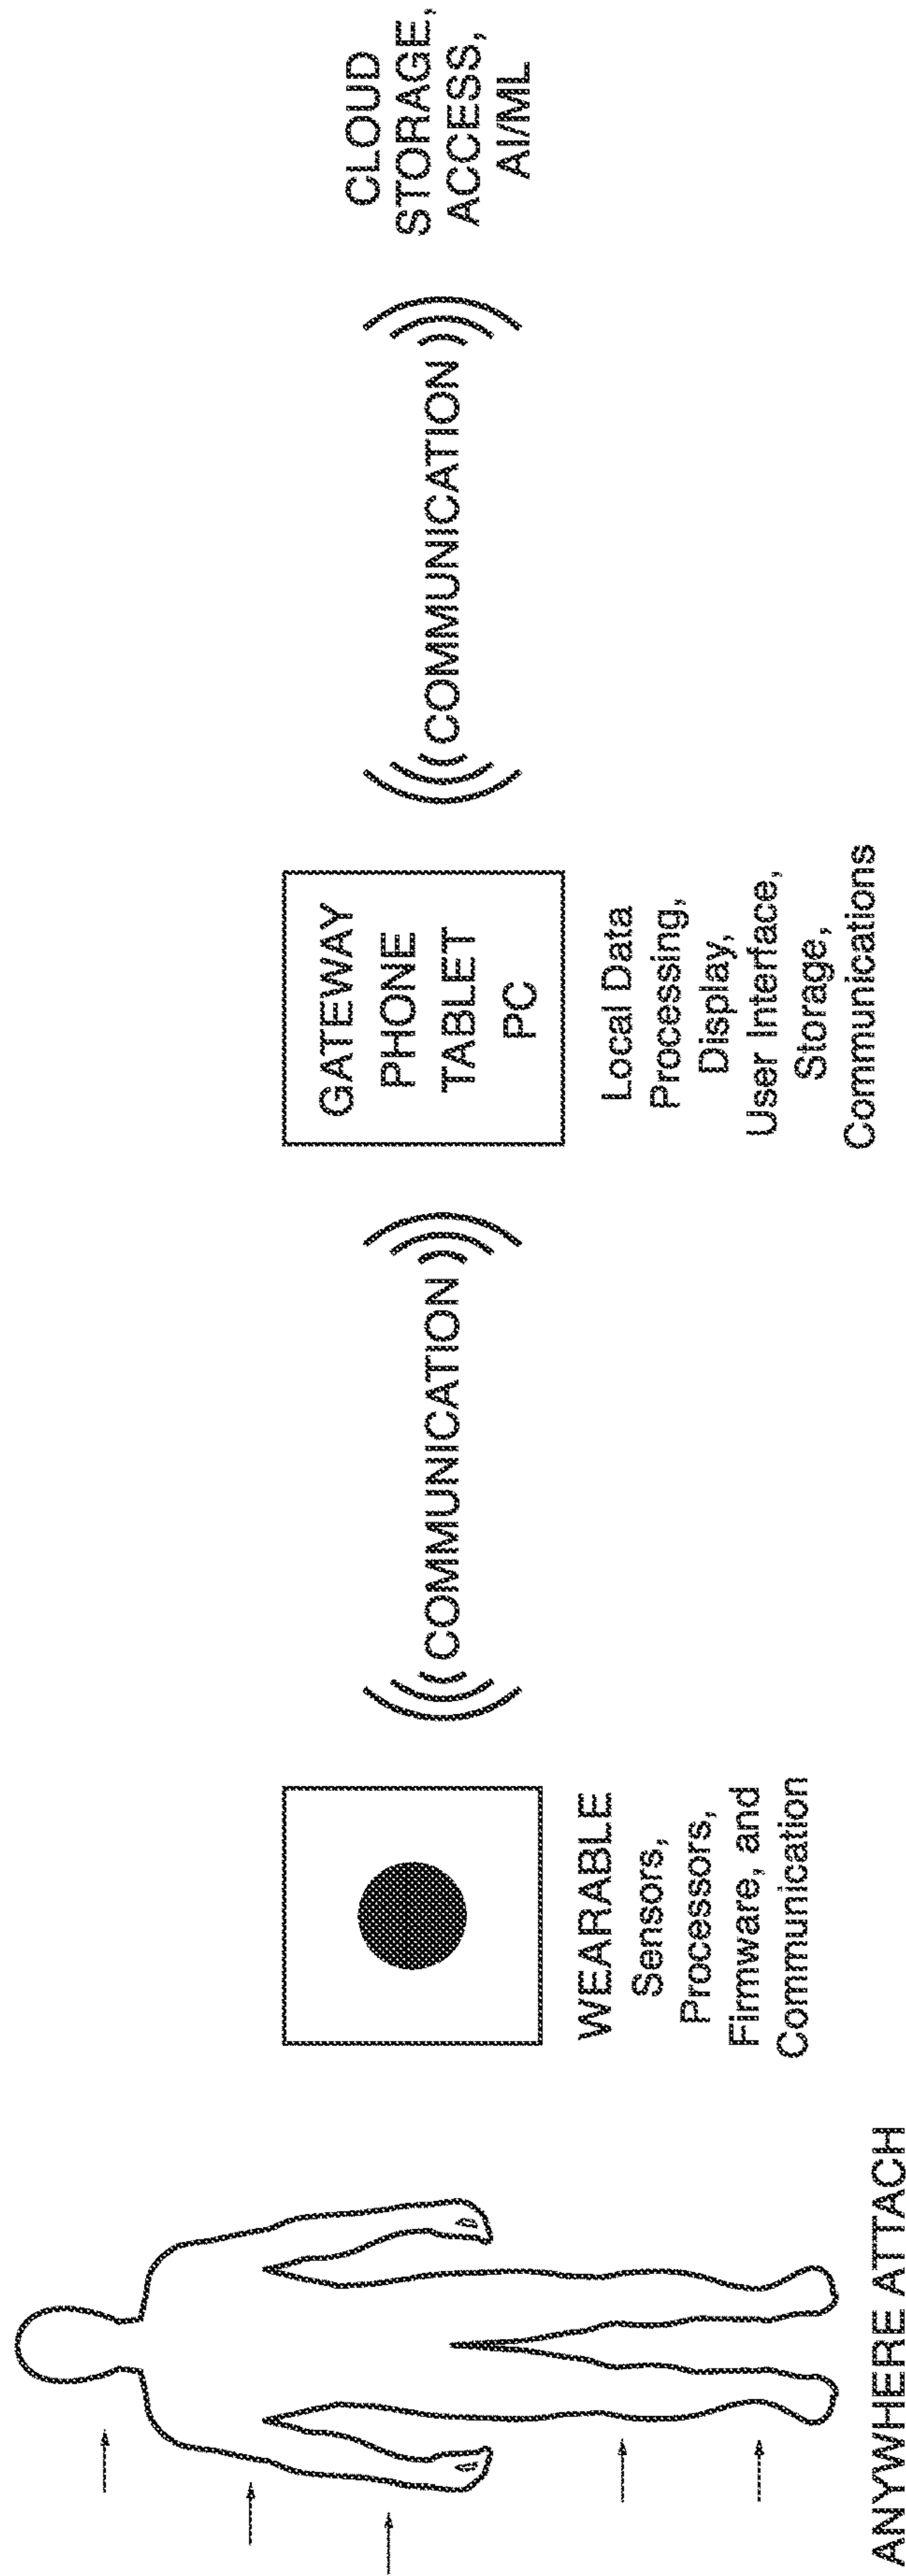 ANYWHERE ATTACH
WEARABLE
Sensors,
Processors,
Firmware, and
Communication
COMMUNICATION
GATEWAY
PHONE
TABLET
PC
Local Data
Processing,
Display,
User Interface,
Storage,
Communications
COMMUNICATION
CLOUD
STORAGE,
ACCESS,
AI/ML